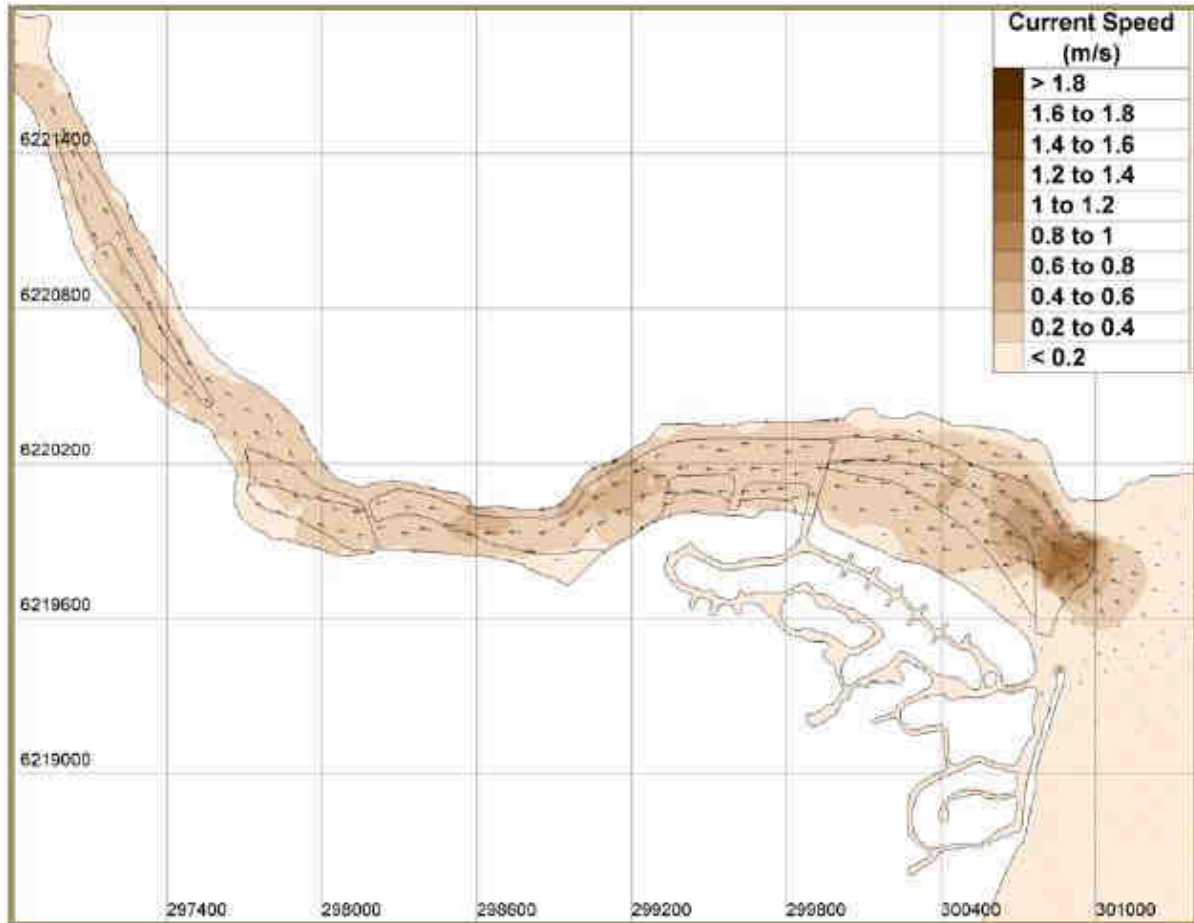 Current Speed
(m/s)
> 1.8
1.6 to 1.8
1.4 to 1.6
1.2 to 1.4
1 to 1.2
0.8 to 1
0.6 to 0.8
0.4 to 0.6
0.2 to 0.4
< 0.2
6221400
6220800
6220200
6219600
6219000
297400
298000
298600
299200
299800
300400
301000